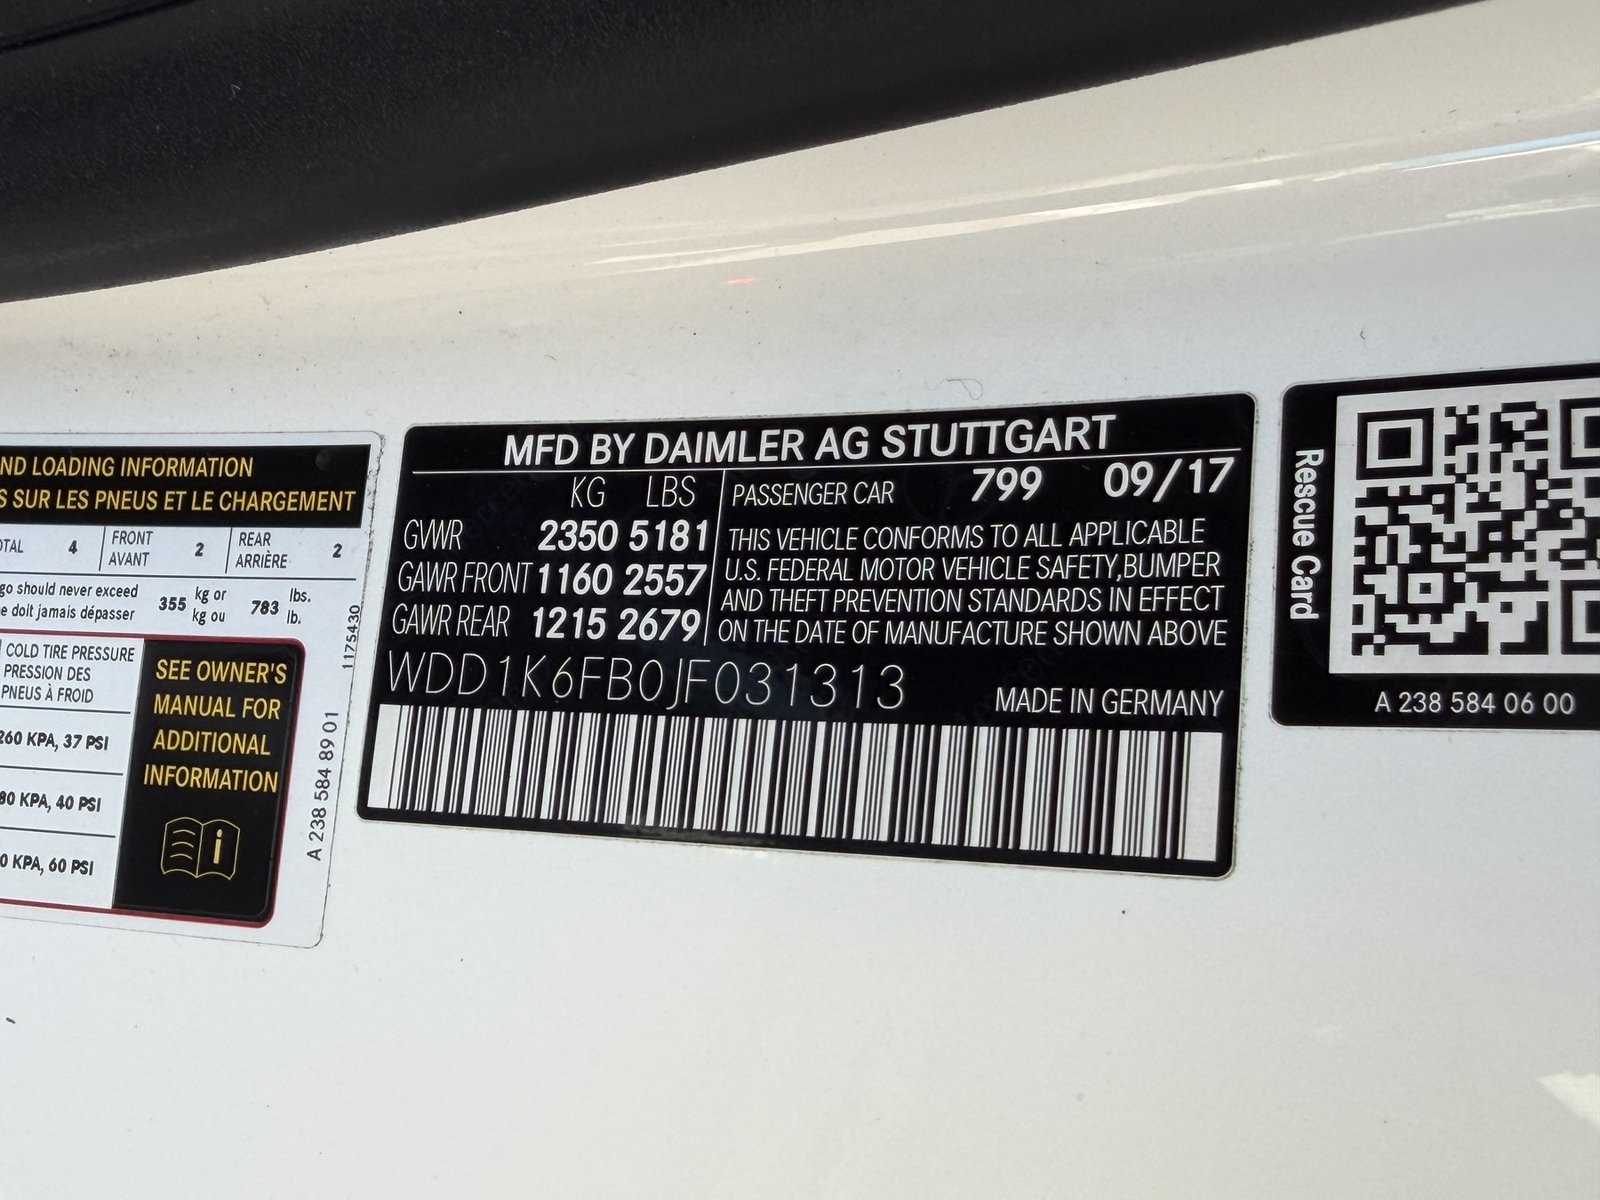 ND LOADING INFORMATION
S SUR LES PNEUS ET LE CHARGEMENT
OTAL 4 FRONT AVANT 2 REAR ARRIÈRE 2
go should never exceed
e doit jamais dépasser
355 kg or kg ou 783 lbs. lb.
COLD TIRE PRESSURE
PRESSION DES
PNEUS À FROID
260 KPA, 37 PSI
80 KPA, 40 PSI
0 KPA, 60 PSI
SEE OWNER'S
MANUAL FOR
ADDITIONAL
INFORMATION
1175430
A 238 584 89 01
MFD BY DAIMLER AG STUTTGART
KG LBS
GVWR 2350 5181
GAWR FRONT 1160 2557
GAWR REAR 1215 2679
PASSENGER CAR 799 09/17
THIS VEHICLE CONFORMS TO ALL APPLICABLE
U.S. FEDERAL MOTOR VEHICLE SAFETY,BUMPER
AND THEFT PREVENTION STANDARDS IN EFFECT
ON THE DATE OF MANUFACTURE SHOWN ABOVE
WDD1K6FB0JF031313
MADE IN GERMANY
Rescue Card
A 238 584 06 00